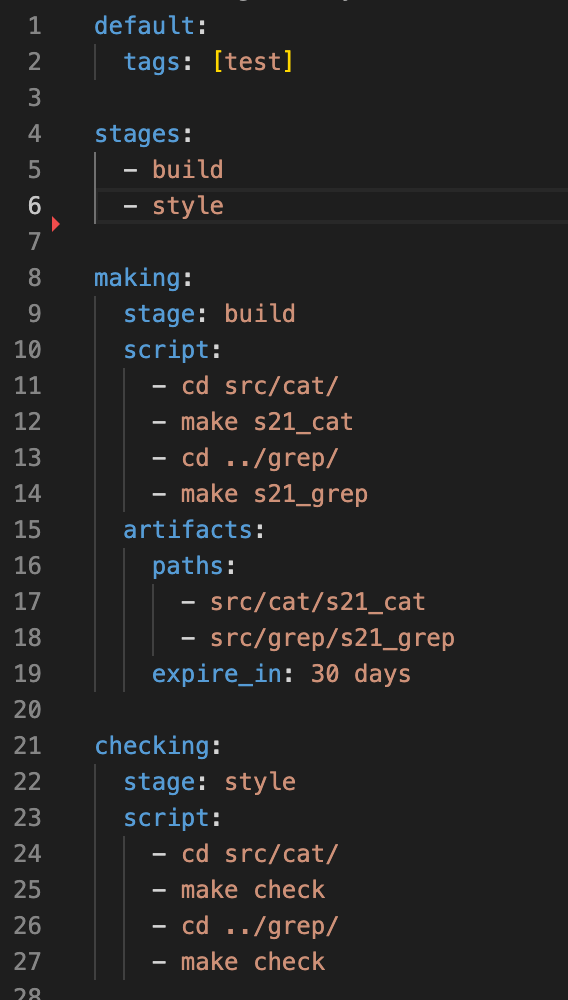 1 default:
2   tags: [test]
3
4 stages:
5   - build
6   - style
7
8 making:
9   stage: build
10   script:
11     - cd src/cat/
12     - make s21_cat
13     - cd ../grep/
14     - make s21_grep
15   artifacts:
16     paths:
17       - src/cat/s21_cat
18       - src/grep/s21_grep
19     expire_in: 30 days
20
21 checking:
22   stage: style
23   script:
24     - cd src/cat/
25     - make check
26     - cd ../grep/
27     - make check
28